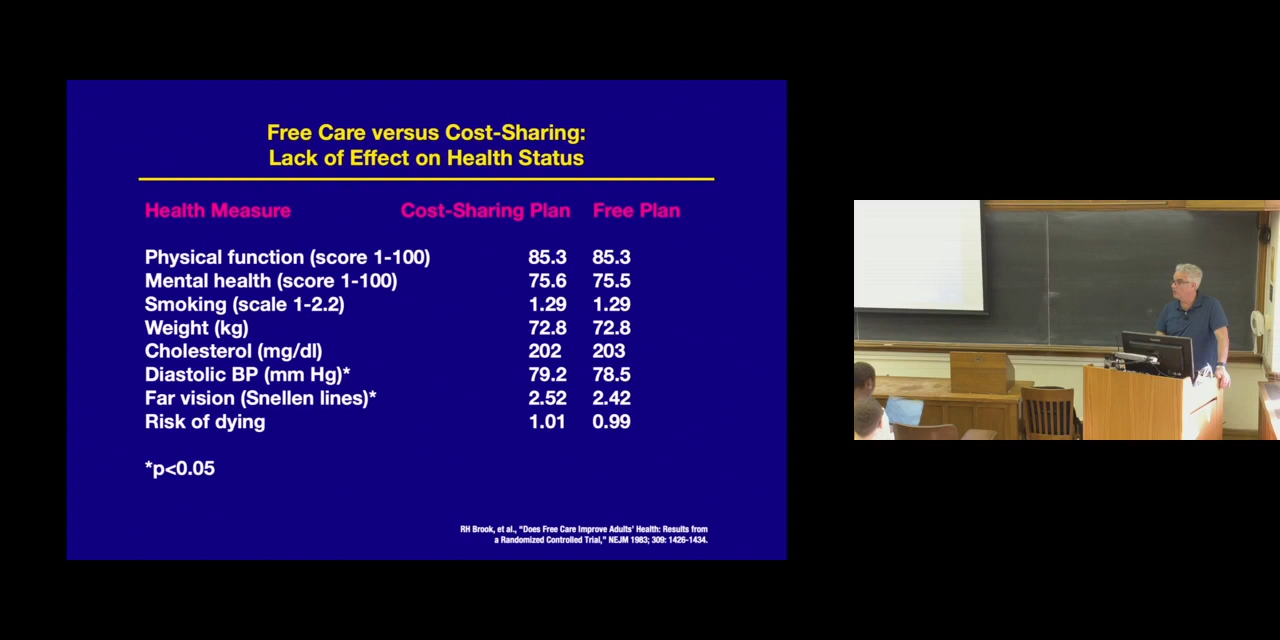 Free Care versus Cost-Sharing:
Lack of Effect on Health Status
Health Measure Cost-Sharing Plan Free Plan
Physical function (score 1-100) 85.3 85.3
Mental health (score 1-100) 75.6 75.5
Smoking (scale 1-2.2) 1.29 1.29
Weight (kg) 72.8 72.8
Cholesterol (mg/dl) 202 203
Diastolic BP (mm Hg)* 79.2 78.5
Far vision (Snellen lines)* 2.52 2.42
Risk of dying 1.01 0.99
*p<0.05
RH Brook, et al., "Does Free Care Improve Adults' Health: Results from
a Randomized Controlled Trial," NEJM 1983; 309: 1426-1434.